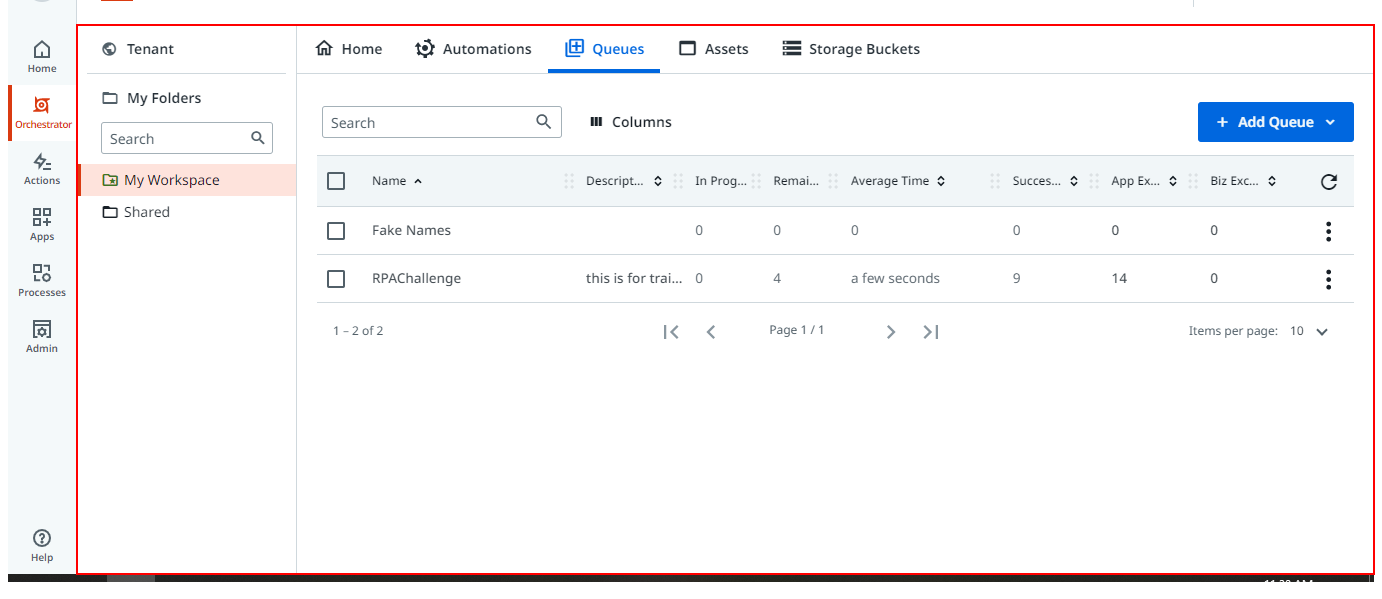 Home
Orchestrator
Actions
Apps
Processes
Admin
Help
Tenant
My Folders
Search
My Workspace
Shared
Home Automations Queues Assets Storage Buckets
Search Columns + Add Queue
Name Descript... In Prog... Remai... Average Time Succes... App Ex... Biz Exc...
Fake Names 0 0 0 0 0 0
RPAChallenge this is for trai... 0 4 a few seconds 9 14 0
1 – 2 of 2 Page 1 / 1 Items per page: 10